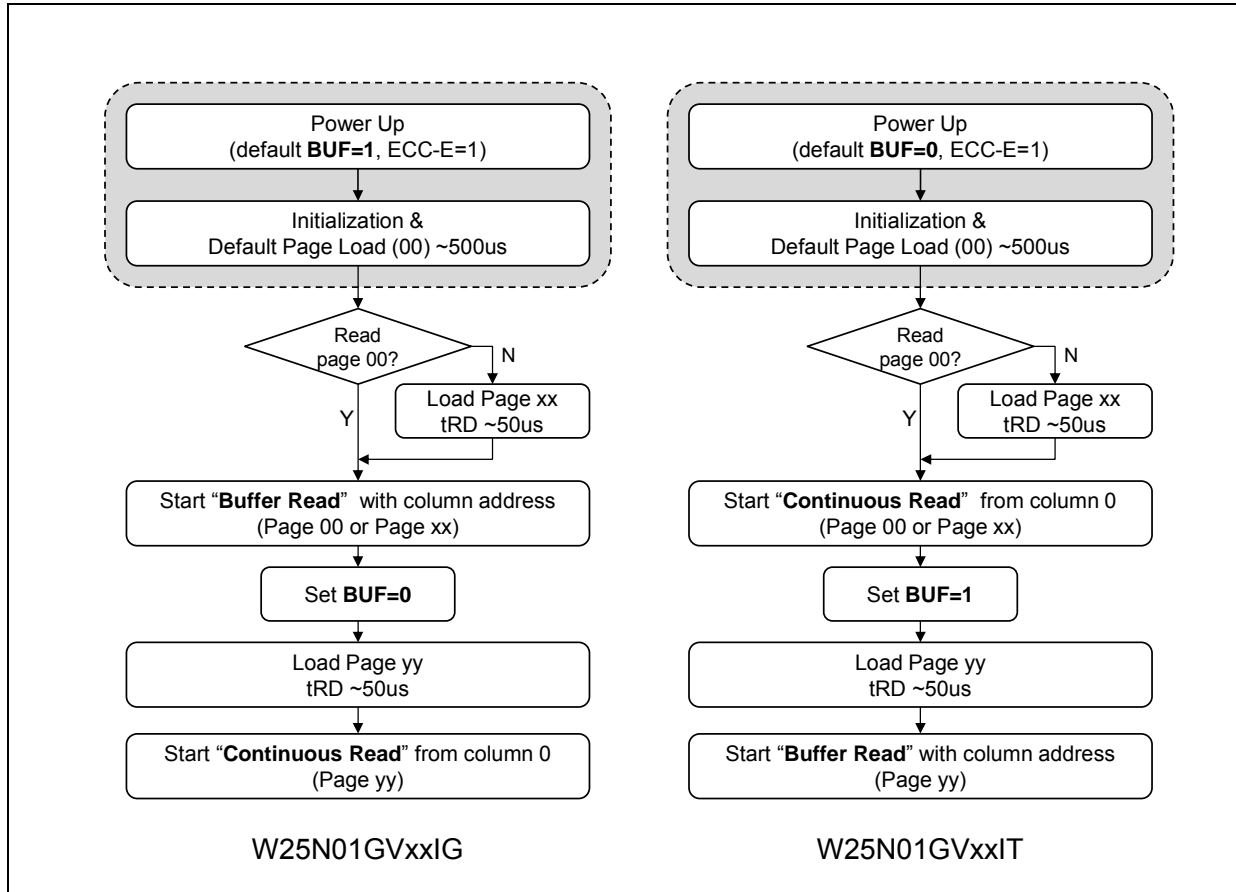 Power Up
(default BUF=1, ECC-E=1)
Initialization &
Default Page Load (00) ~500us
Read
page 00?
N
Y
Load Page xx
tRD ~50us
Start “Buffer Read” with column address
(Page 00 or Page xx)
Set BUF=0
Load Page yy
tRD ~50us
Start “Continuous Read” from column 0
(Page yy)
W25N01GVxxIG
Power Up
(default BUF=0, ECC-E=1)
Initialization &
Default Page Load (00) ~500us
Read
page 00?
N
Y
Load Page xx
tRD ~50us
Start “Continuous Read” from column 0
(Page 00 or Page xx)
Set BUF=1
Load Page yy
tRD ~50us
Start “Buffer Read” with column address
(Page yy)
W25N01GVxxIT